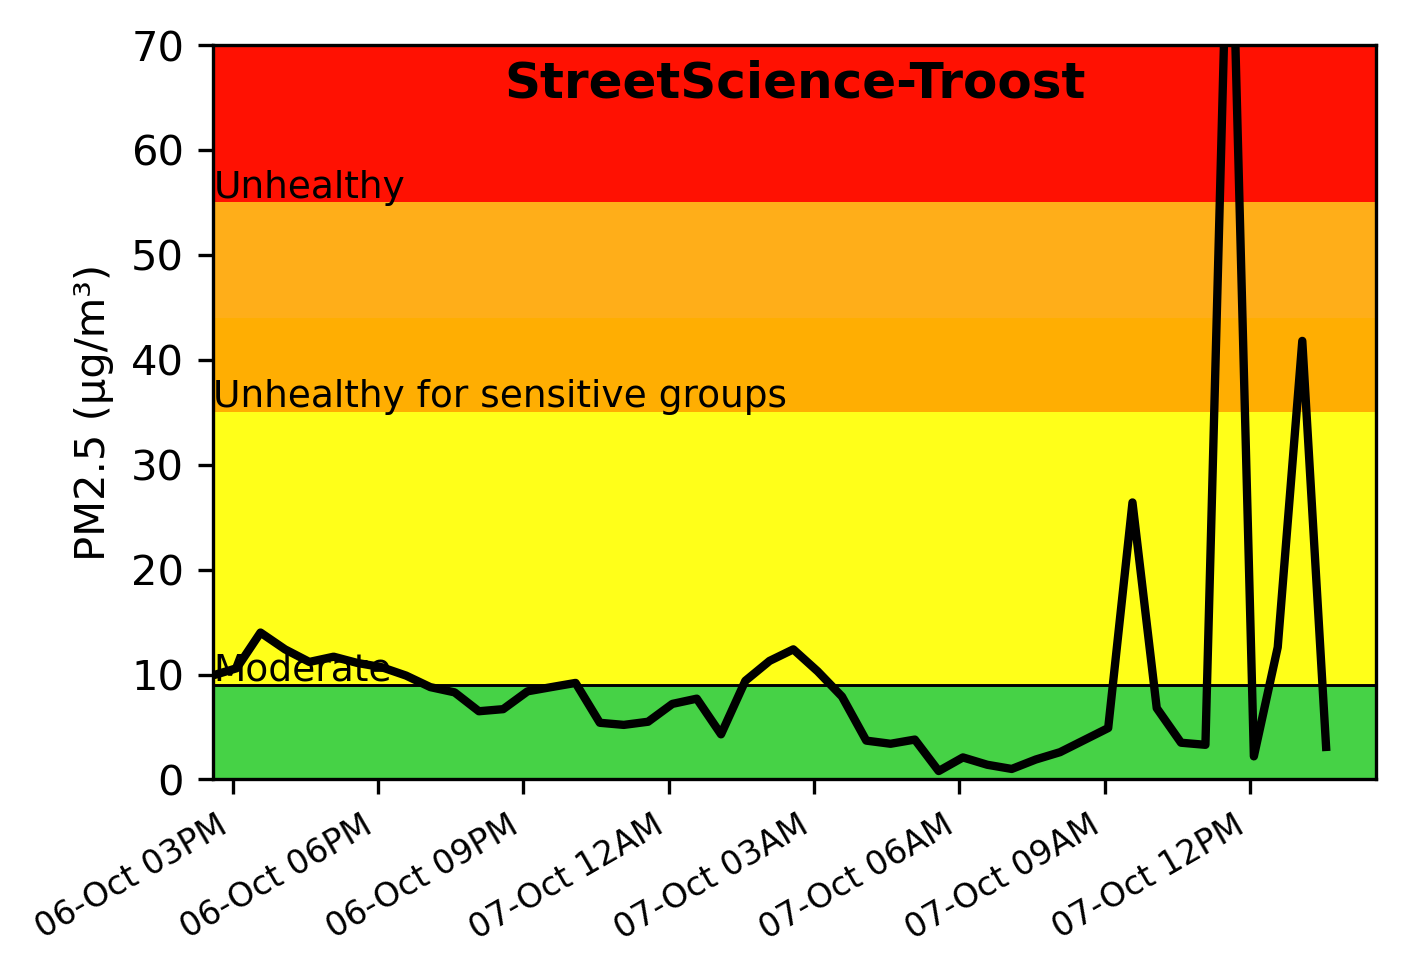 StreetScience-Troost
70
60
50
40
30
20
10
0
PM2.5 (μg/m³)
Unhealthy
Unhealthy for sensitive groups
Moderate
06-Oct 03PM
06-Oct 06PM
06-Oct 09PM
07-Oct 12AM
07-Oct 03AM
07-Oct 06AM
07-Oct 09AM
07-Oct 12PM